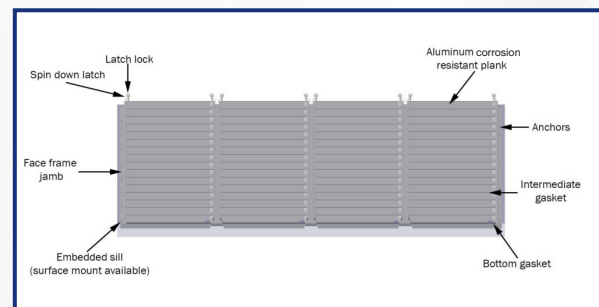 Latch lock
Spin down latch
Aluminum corrosion
resistant plank
Anchors
Face frame
jamb
Intermediate
gasket
Embedded sill
(surface mount available)
Bottom gasket